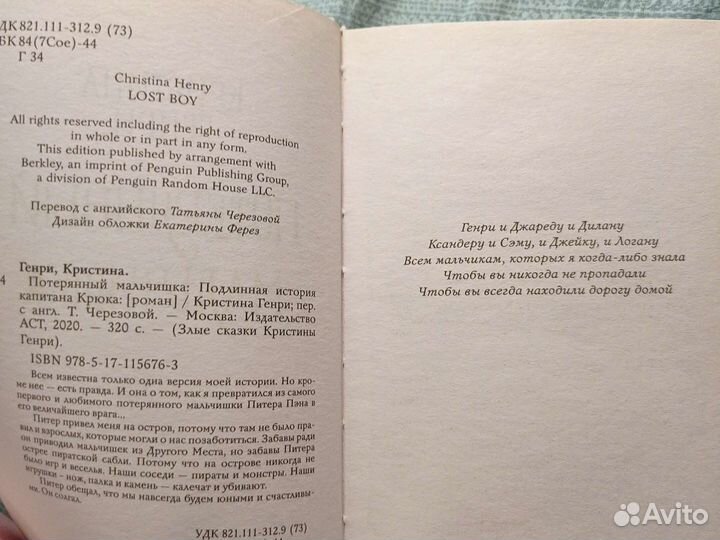 УДК 821.111-312.9 (73)
БК 84(7Сое)-44
Г 34
Christina Henry
LOST BOY
All rights reserved including the right of reproduction
in whole or in part in any form.
This edition published by arrangement with
Berkley, an imprint of Penguin Publishing Group,
a division of Penguin Random House LLC.
Перевод с английского Татьяны Черезовой
Дизайн обложки Екатерины Ферез
Генри, Кристина.
4 Потерянный мальчишка: Подлинная история
капитана Крюка: [роман] / Кристина Генри; пер.
с англ. Т. Черезовой. — Москва: Издательство
АСТ, 2020. — 320 с. — (Злые сказки Кристины
Генри).
ISBN 978-5-17-115676-3
Всем известна только одна версия моей истории. Но кро-
ме нее — есть правда. И она о том, как я превратился из самого
первого и любимого потерянного мальчишки Питера Пэна в
его величайшего врага...
Питер привел меня на остров, потому что там не было пра-
вил и взрослых, которые могли о нас позаботиться. Забавы ради
он приводил мальчишек из Другого Места, но забавы Питера
острее пиратской сабли. Потому что на острове никогда не
было игр и веселья. Наши соседи — пираты и монстры. Наши
игрушки – нож, палка и камень — калечат и убивают.
Питер обещал, что мы навсегда будем юными и счастливы-
ми. Он солгал.
УДК 821.111-312.9 (73)
Генри и Джареду и Дилану
Ксандеру и Сэму, и Джейку, и Логану
Всем мальчикам, которых я когда-либо знала
Чтобы вы никогда не пропадали
Чтобы вы всегда находили дорогу домой
Avito